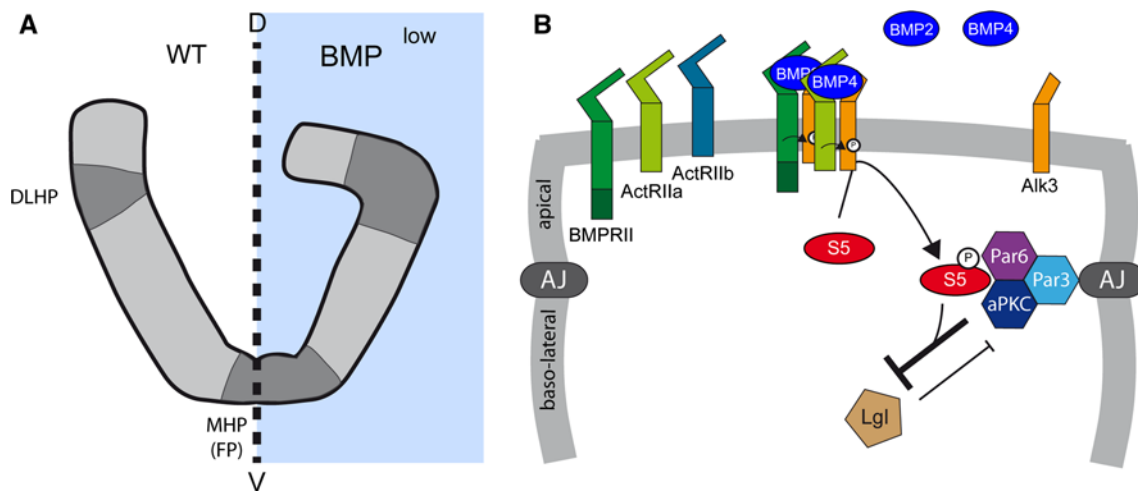 A
WT
D
BMP low
DLHP
MHP
(FP)
V
B
BMP2
BMP4
BMP4
P
P
BMPRII
ActRIIa
ActRIIb
Alk3
apical
S5
P
S5
Par6
Par3
aPKC
AJ
AJ
baso-lateral
Lgl